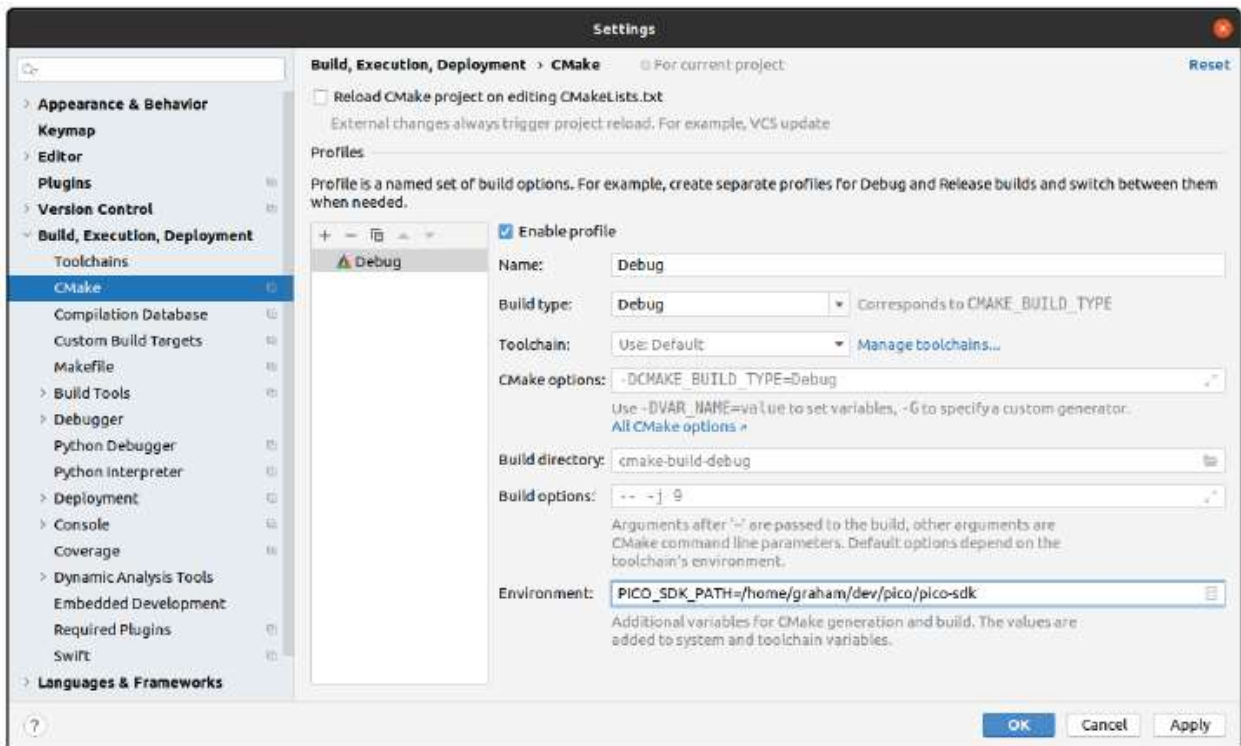 Settings
Build, Execution, Deployment › CMake
For current project
Reset
Appearance & Behavior
Keymap
Editor
Plugins
Version Control
Build, Execution, Deployment
Toolchains
CMake
Compilation Database
Custom Build Targets
Makefile
Build Tools
Debugger
Python Debugger
Python Interpreter
Deployment
Console
Coverage
Dynamic Analysis Tools
Embedded Development
Required Plugins
Swift
Languages & Frameworks
Reload CMake project on editing CMakeLists.txt
External changes always trigger project reload. For example, VCS update
Profiles
Profile is a named set of build options. For example, create separate profiles for Debug and Release builds and switch between them
when needed.
Debug
Enable profile
Name: Debug
Build type: Debug Corresponds to CMAKE_BUILD_TYPE
Toolchain: Use: Default Manage toolchains...
CMake options: -DCMAKE_BUILD_TYPE=Debug
Use -DVAR_NAME=value to set variables, -G to specify a custom generator.
All CMake options ↗
Build directory: cmake-build-debug
Build options: -- -j 9
Arguments after '--' are passed to the build, other arguments are
CMake command line parameters. Default options depend on the
toolchain's environment.
Environment: PICO_SDK_PATH=/home/graham/dev/pico/pico-sdk
Additional variables for CMake generation and build. The values are
added to system and toolchain variables.
?
OK
Cancel
Apply